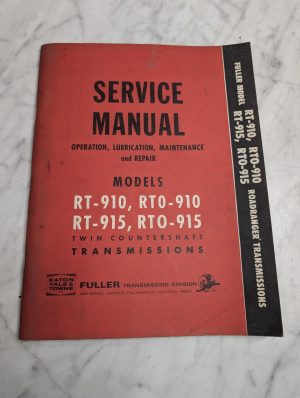 SERVICE
MANUAL
OPERATION, LUBRICATION, MAINTENANCE
and REPAIR
MODELS
RT-910, RTO-910
RT-915, RTO-915
TWIN COUNTERSHAFT
TRANSMISSIONS
EATON
YALE &
TOWNE
FULLER TRANSMISSION DIVISION
FULLER MODEL RT-910, RTO-910
RT-915, RTO-915 ROADRANGER TRANSMISSIONS